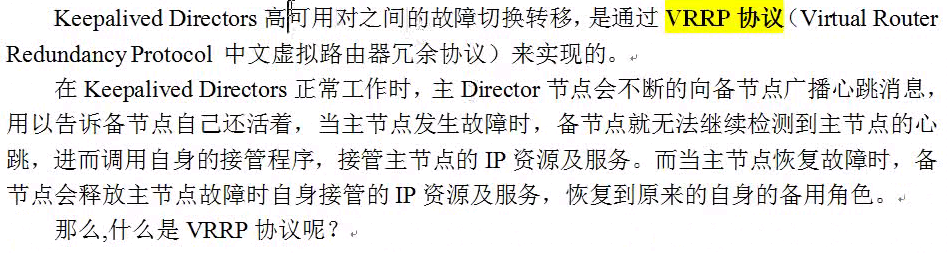 Keepalived Directors 高可用对之间的故障切换转移，是通过 VRRP 协议（Virtual Router
Redundancy Protocol 中文虚拟路由器冗余协议）来实现的。
在 Keepalived Directors 正常工作时，主 Director 节点会不断的向备节点广播心跳消息，
用以告诉备节点自己还活着，当主节点发生故障时，备节点就无法继续检测到主节点的心
跳，进而调用自身的接管程序，接管主节点的 IP 资源及服务。而当主节点恢复故障时，备
节点会释放主节点故障时自身接管的 IP 资源及服务，恢复到原来的自身的备用角色。
那么,什么是 VRRP 协议呢？